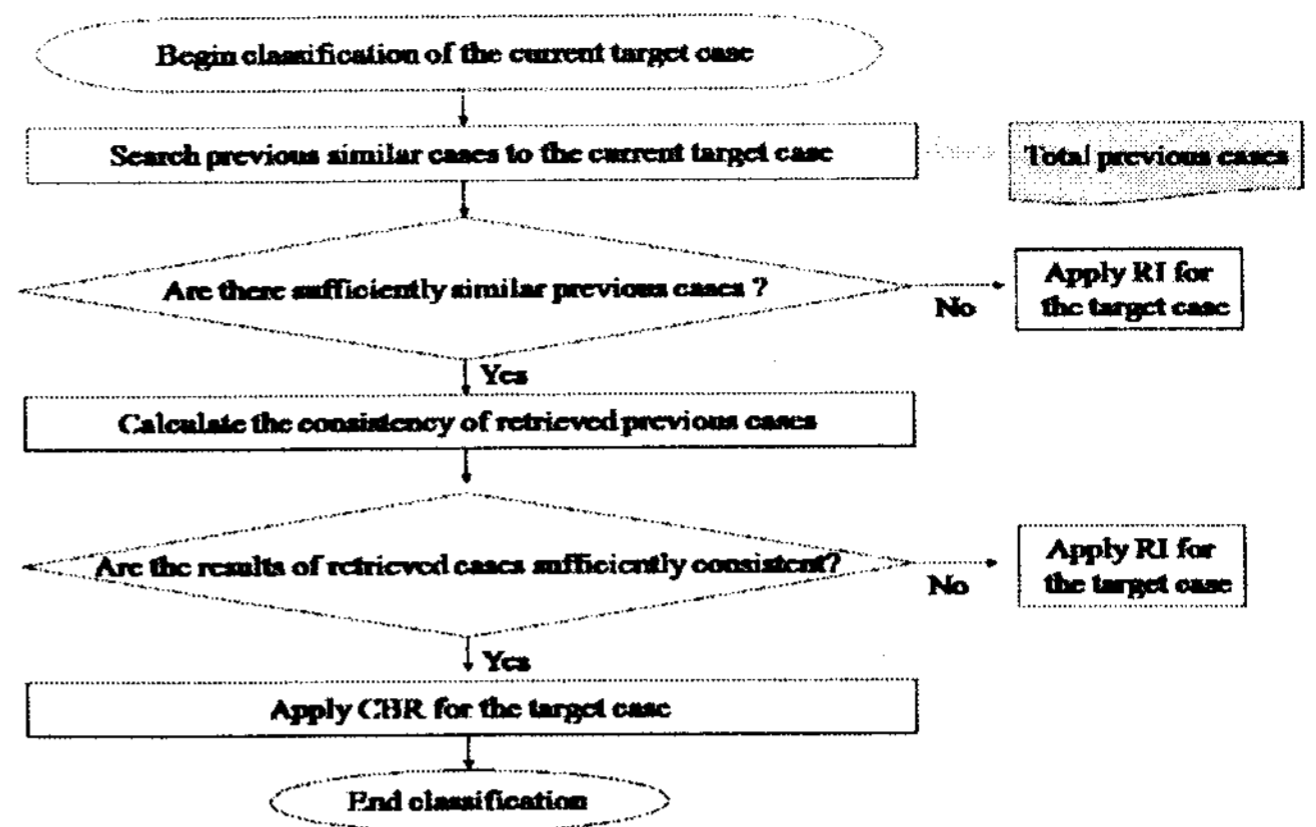 Begin classification of the current target case
Search previous similar cases to the current target case
Total previous cases
Are there sufficiently similar previous cases ?
No
Apply RI for
the target case
Yes
Calculate the consistency of retrieved previous cases
Are the results of retrieved cases sufficiently consistent?
No
Apply RI for
the target case
Yes
Apply CBR for the target case
End classification